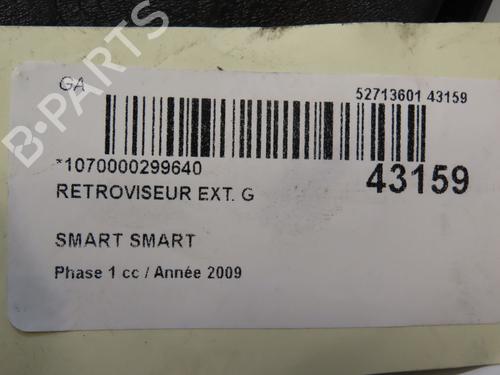 GA
52713601 43159
*1070000299640
43159
RETROVISEUR EXT. G
SMART SMART
Phase 1 cc / Année 2009
B-PARTS